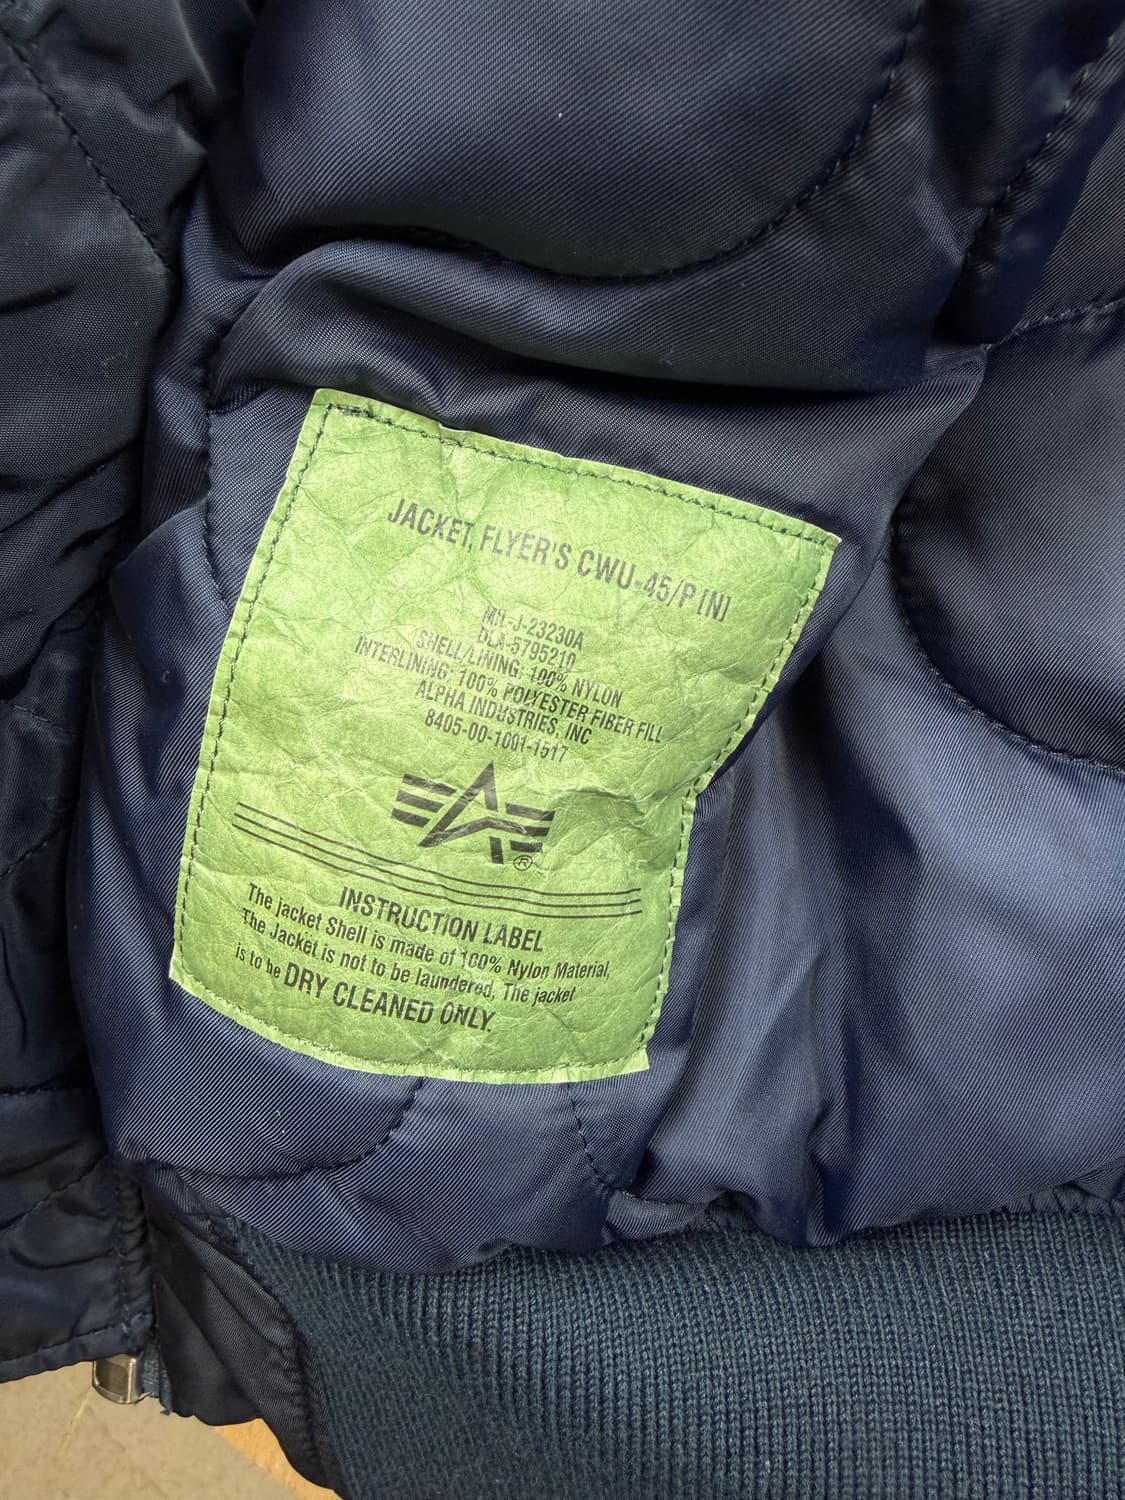 JACKET, FLYER'S CWU-45/P [N]
MIL-J-23230A
DLA-5795210
SHELL/LINING: 100% NYLON
INTERLINING: 100% POLYESTER FIBER FILL
ALPHA INDUSTRIES, INC
8405-00-1001-1517
®
INSTRUCTION LABEL
The jacket Shell is made of 100% Nylon Material,
The Jacket is not to be laundered, The jacket
is to be DRY CLEANED ONLY.